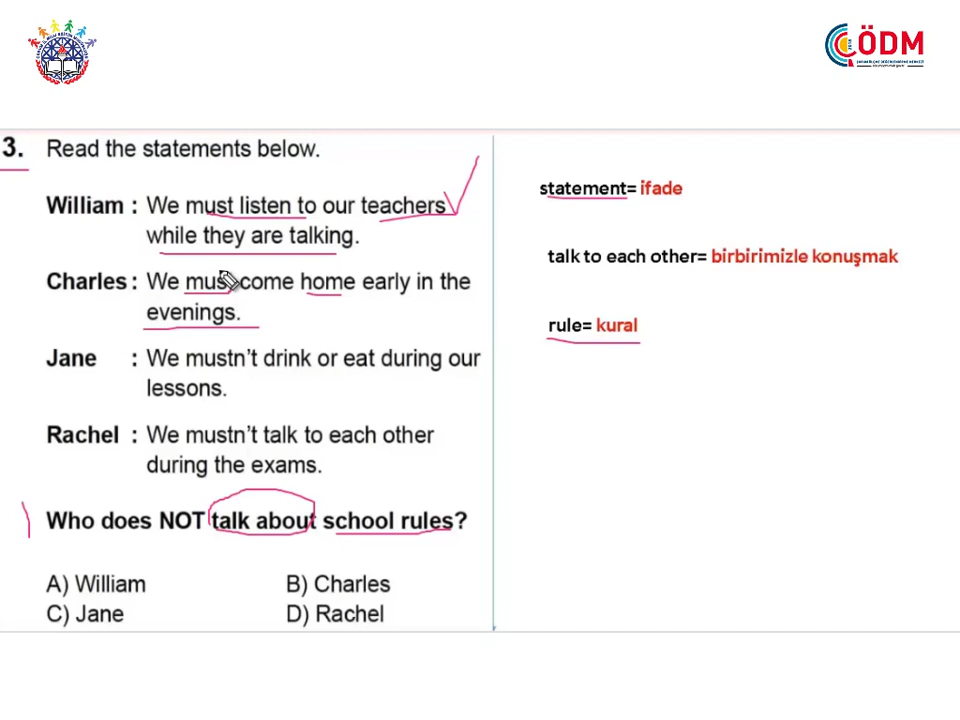 ÖDM
3. Read the statements below.
William : We must listen to our teachers
while they are talking.
Charles : We must come home early in the
evenings.
Jane : We mustn't drink or eat during our
lessons.
Rachel : We mustn't talk to each other
during the exams.
Who does NOT talk about school rules?
A) William B) Charles
C) Jane D) Rachel
statement= ifade
talk to each other= birbirimizle konuşmak
rule= kural